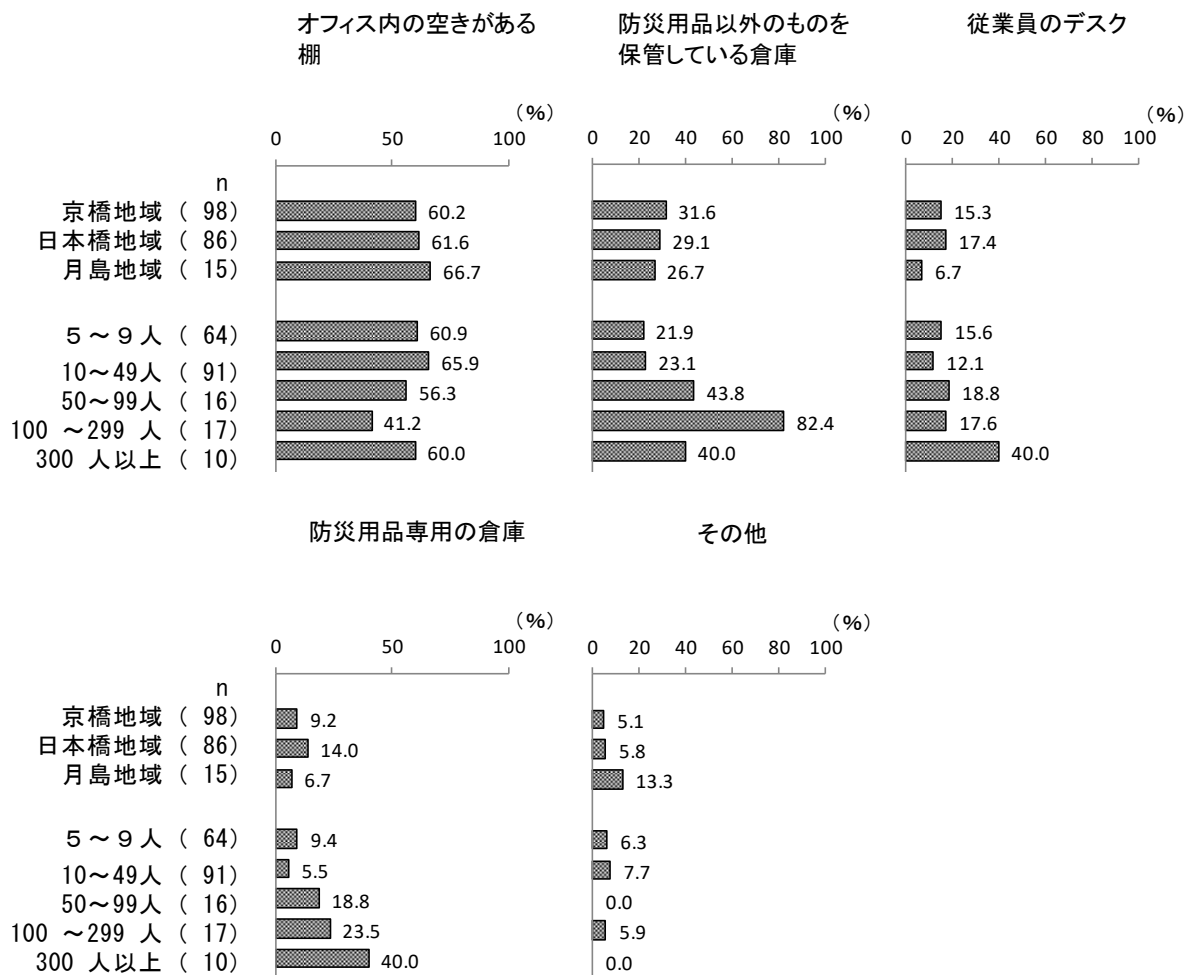 オフィス内の空きがある
棚
防災用品以外のものを
保管している倉庫
従業員のデスク
(%) (%) (%)
0 50 100 0 20 40 60 80 100 0 20 40 60 80 100
n
京橋地域 ( 98) 60.2 31.6 15.3
日本橋地域 ( 86) 61.6 29.1 17.4
月島地域 ( 15) 66.7 26.7 6.7
5~9人 ( 64) 60.9 21.9 15.6
10~49人 ( 91) 65.9 23.1 12.1
50~99人 ( 16) 56.3 43.8 18.8
100 ~299 人 ( 17) 41.2 82.4 17.6
300 人以上 ( 10) 60.0 40.0 40.0
防災用品専用の倉庫 その他
(%) (%)
0 50 100 0 20 40 60 80 100
n
京橋地域 ( 98) 9.2 5.1
日本橋地域 ( 86) 14.0 5.8
月島地域 ( 15) 6.7 13.3
5~9人 ( 64) 9.4 6.3
10~49人 ( 91) 5.5 7.7
50~99人 ( 16) 18.8 0.0
100 ~299 人 ( 17) 23.5 5.9
300 人以上 ( 10) 40.0 0.0